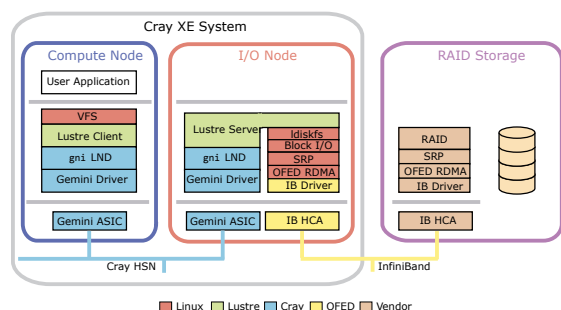 Cray XE System
Compute Node
I/O Node
RAID Storage
User Application
VFS
Lustre Client
gni LND
Gemini Driver
Gemini ASIC
Lustre Server
gni LND
Gemini Driver
ldiskfs
Block I/O
SRP
OFED RDMA
IB Driver
Gemini ASIC
IB HCA
RAID
SRP
OFED RDMA
IB Driver
IB HCA
Cray HSN
InfiniBand
Linux Lustre Cray OFED Vendor